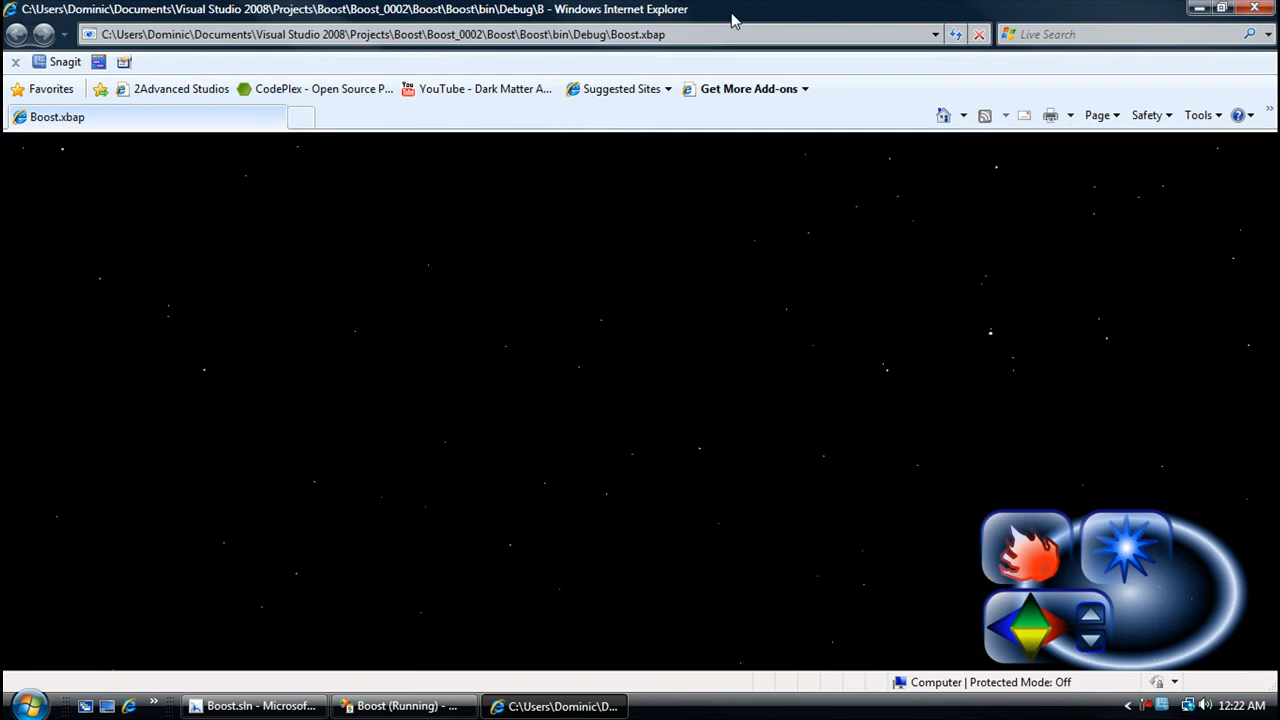 C:\Users\Dominic\Documents\Visual Studio 2008\Projects\Boost\Boost_0002\Boost\Boost\bin\Debug\B - Windows Internet Explorer
C:\Users\Dominic\Documents\Visual Studio 2008\Projects\Boost\Boost_0002\Boost\Boost\bin\Debug\Boost.xbap
Live Search
x Snagit
Favorites 2Advanced Studios CodePlex - Open Source P... YouTube - Dark Matter A... Suggested Sites Get More Add-ons
Boost.xbap
Page Safety Tools
Computer | Protected Mode: Off
Boost.sln - Microsof... Boost (Running) - ... C:\Users\Dominic\D... 12:22 AM